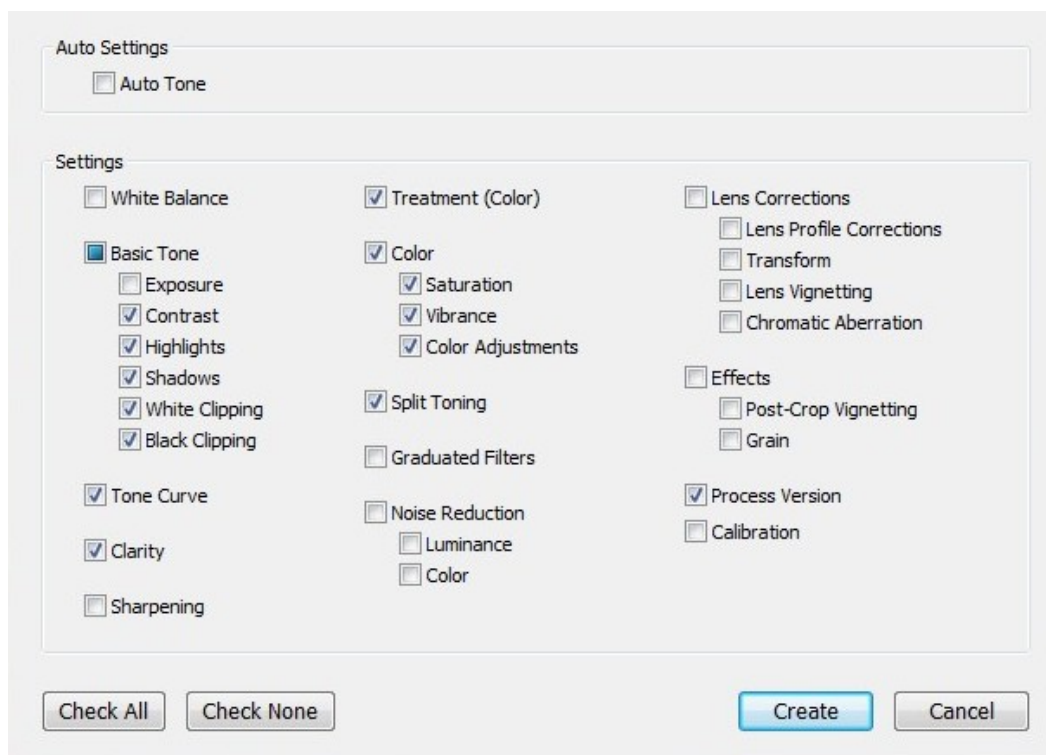 Auto Settings
Auto Tone
Settings
White Balance
Basic Tone
Exposure
Contrast
Highlights
Shadows
White Clipping
Black Clipping
Tone Curve
Clarity
Sharpening
Treatment (Color)
Color
Saturation
Vibrance
Color Adjustments
Split Toning
Graduated Filters
Noise Reduction
Luminance
Color
Lens Corrections
Lens Profile Corrections
Transform
Lens Vignetting
Chromatic Aberration
Effects
Post-Crop Vignetting
Grain
Process Version
Calibration
Check All
Check None
Create
Cancel